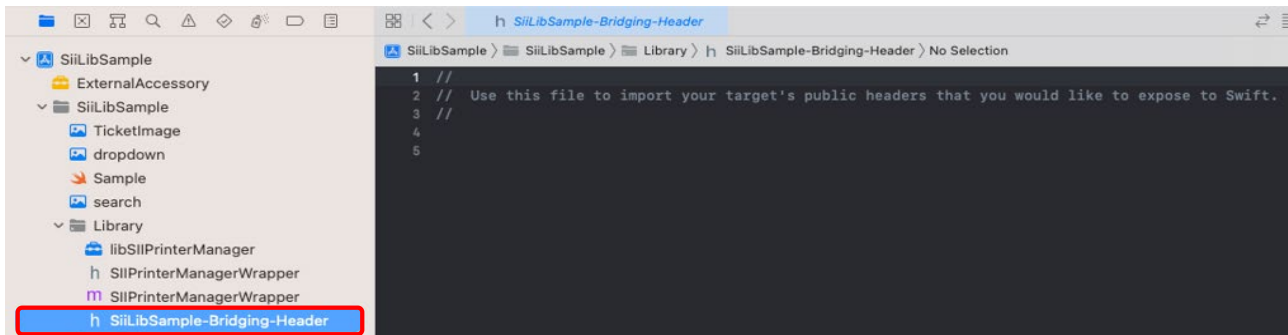 SiiLibSample
ExternalAccessory
SiiLibSample
TicketImage
dropdown
Sample
search
Library
libSIIPrinterManager
h SIIPrinterManagerWrapper
m SIIPrinterManagerWrapper
h SiiLibSample-Bridging-Header
h SiiLibSample-Bridging-Header
SiiLibSample 〉 SiiLibSample 〉 Library 〉 h SiiLibSample-Bridging-Header 〉 No Selection
1 //
2 // Use this file to import your target's public headers that you would like to expose to Swift.
3 //
4
5